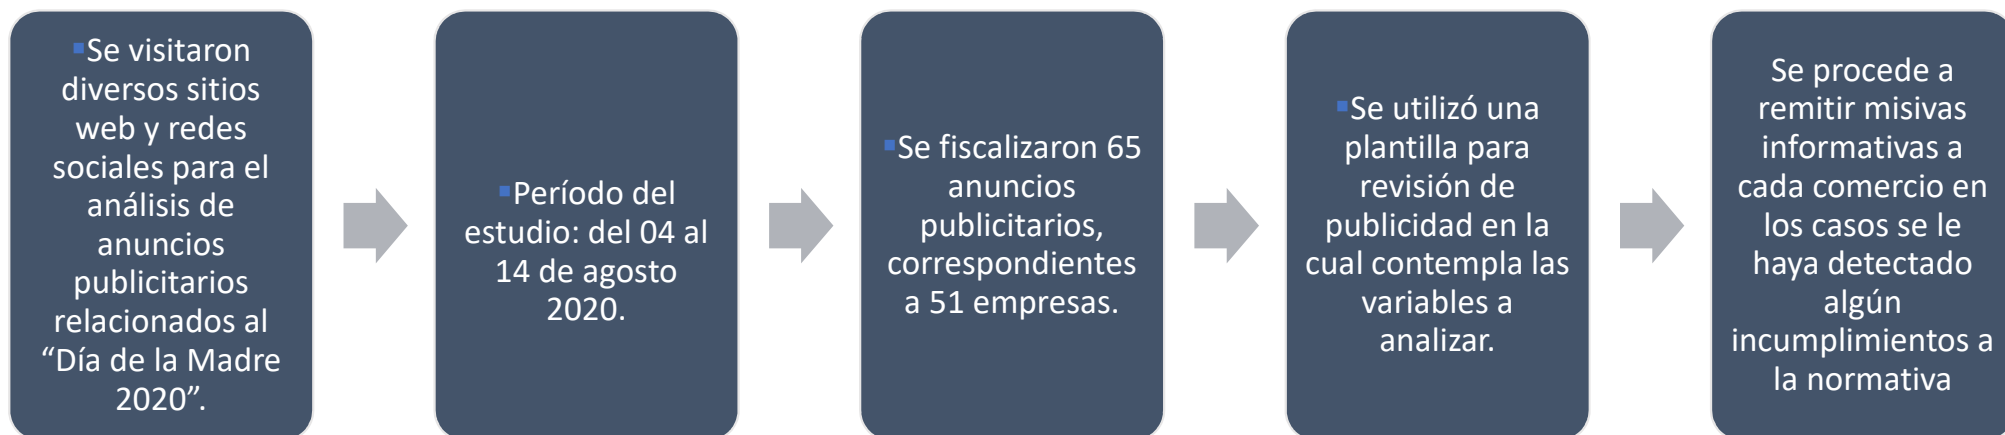 ▪Se visitaron
diversos sitios
web y redes
sociales para el
análisis de
anuncios
publicitarios
relacionados al
“Día de la Madre
2020”.
▪Período del
estudio: del 04 al
14 de agosto
2020.
▪Se fiscalizaron 65
anuncios
publicitarios,
correspondientes
a 51 empresas.
▪Se utilizó una
plantilla para
revisión de
publicidad en la
cual contempla las
variables a
analizar.
Se procede a
remitir misivas
informativas a
cada comercio en
los casos se le
haya detectado
algún
incumplimientos a
la normativa